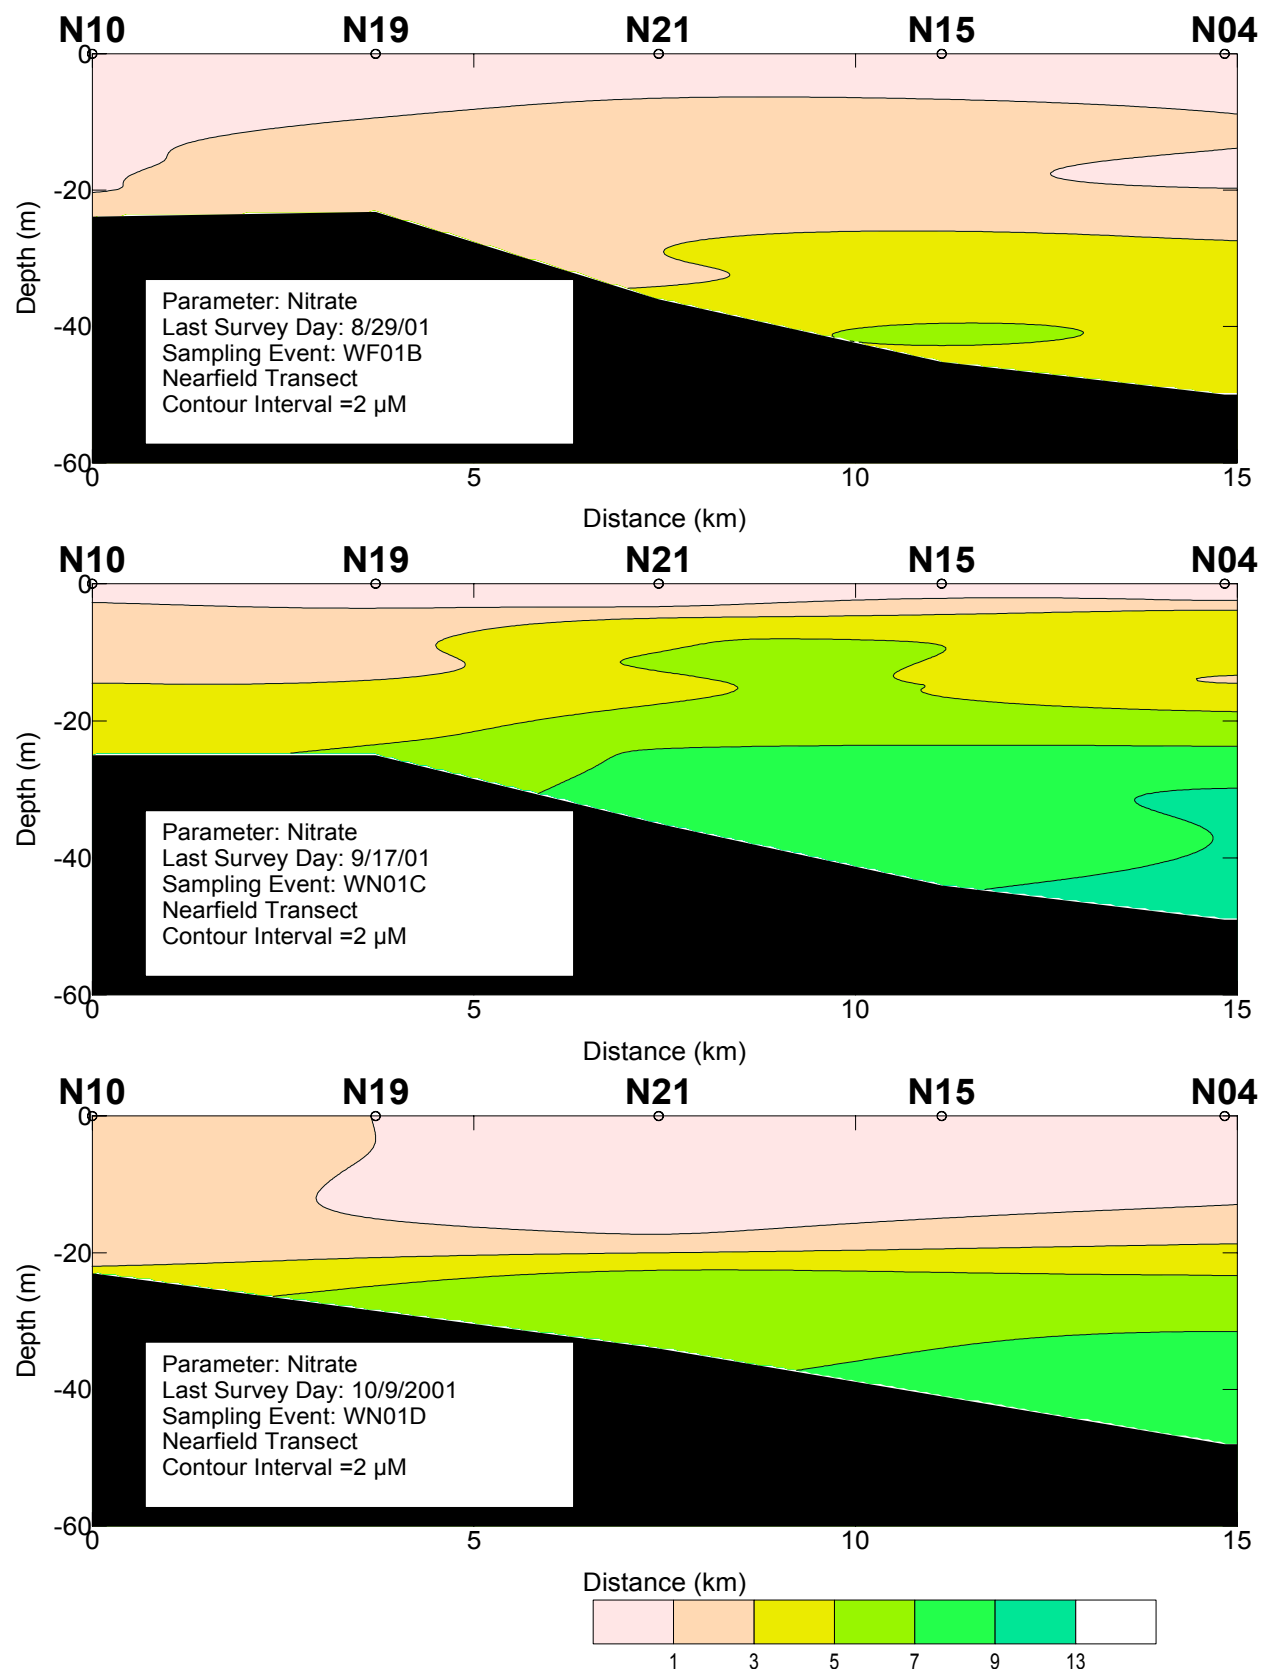 N10 N19 N21 N15 N04
0
-20
-40
-60
Depth (m)
Parameter: Nitrate
Last Survey Day: 8/29/01
Sampling Event: WF01B
Nearfield Transect
Contour Interval =2 µM
0 5 10 15
Distance (km)
N10 N19 N21 N15 N04
0
-20
-40
-60
Depth (m)
Parameter: Nitrate
Last Survey Day: 9/17/01
Sampling Event: WN01C
Nearfield Transect
Contour Interval =2 µM
0 5 10 15
Distance (km)
N10 N19 N21 N15 N04
0
-20
-40
-60
Depth (m)
Parameter: Nitrate
Last Survey Day: 10/9/2001
Sampling Event: WN01D
Nearfield Transect
Contour Interval =2 µM
0 5 10 15
Distance (km)
1 3 5 7 9 13